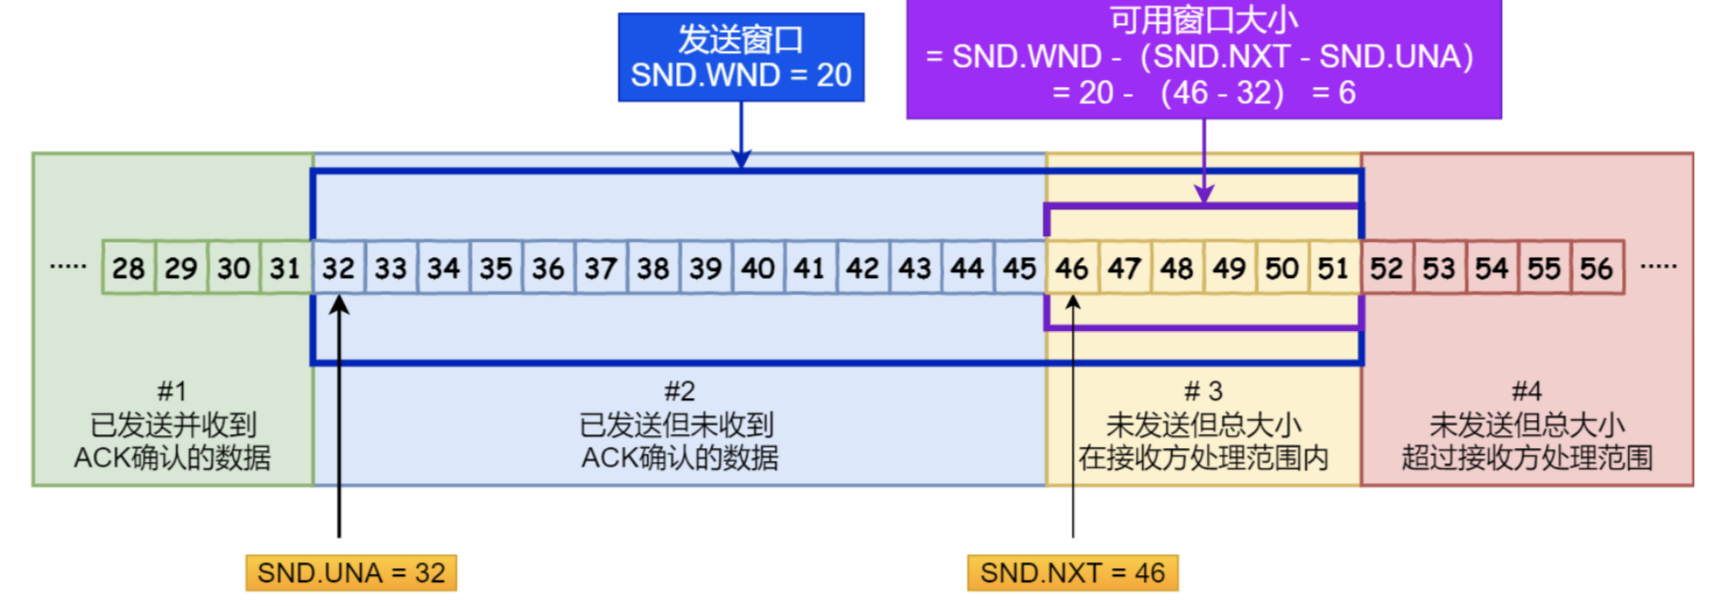 发送窗口
SND.WND = 20
可用窗口大小
= SND.WND -（SND.NXT - SND.UNA）
= 20 - （46 - 32） = 6
····· 28 29 30 31 32 33 34 35 36 37 38 39 40 41 42 43 44 45 46 47 48 49 50 51 52 53 54 55 56 ·····
#1
已发送并收到
ACK确认的数据
#2
已发送但未收到
ACK确认的数据
# 3
未发送但总大小
在接收方处理范围内
#4
未发送但总大小
超过接收方处理范围
SND.UNA = 32
SND.NXT = 46